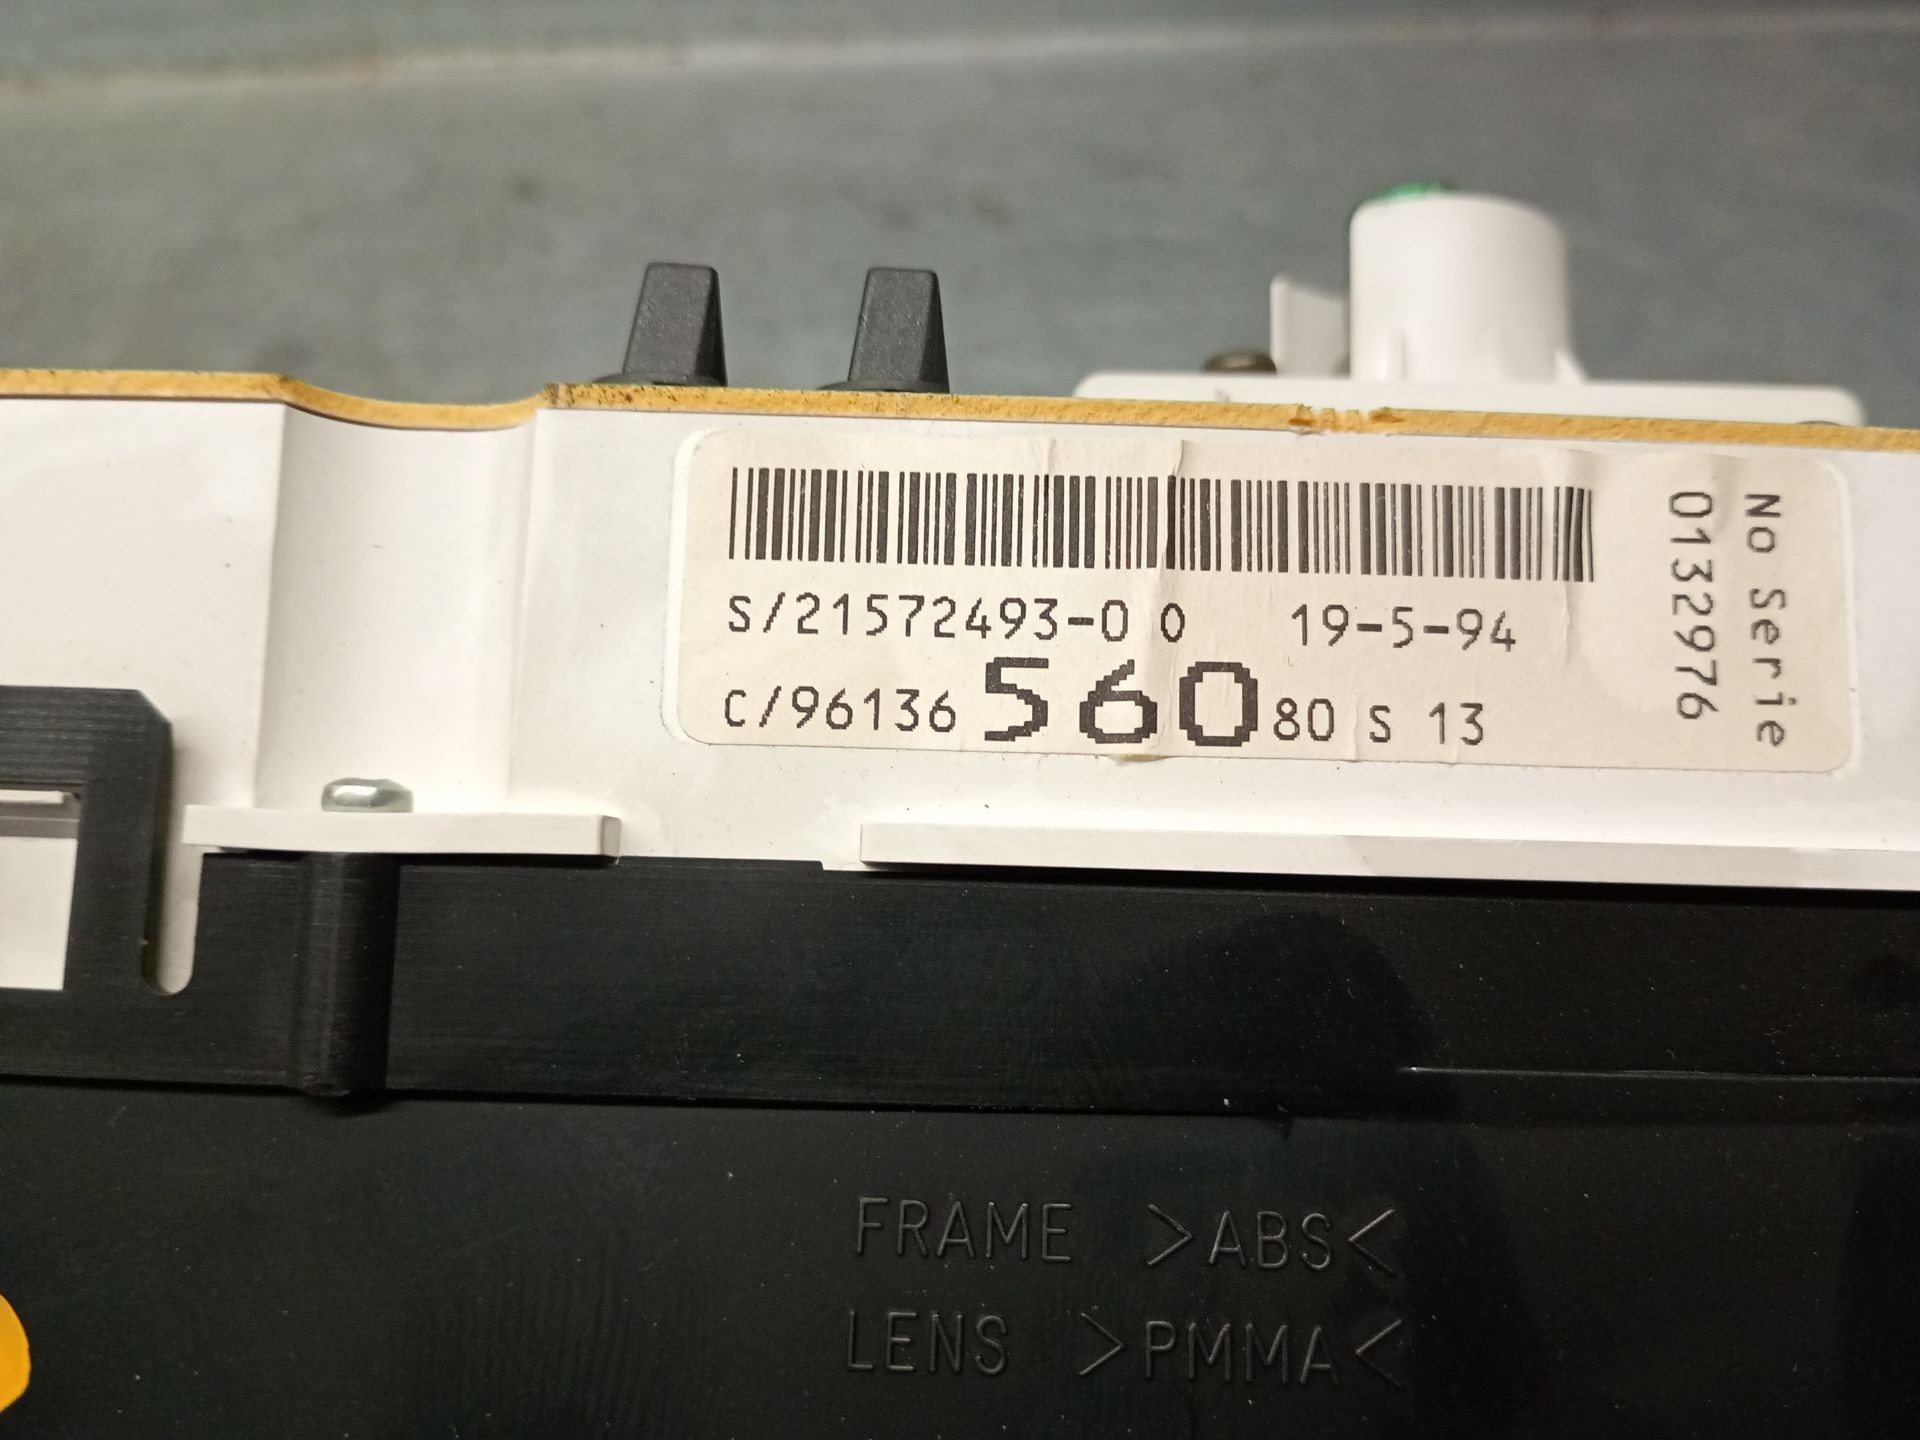 S/21572493-0 0 19-5-94
C/96136 560 80 S 13
No Serie
0132976
FRAME >ABS<
LENS >PMMA<